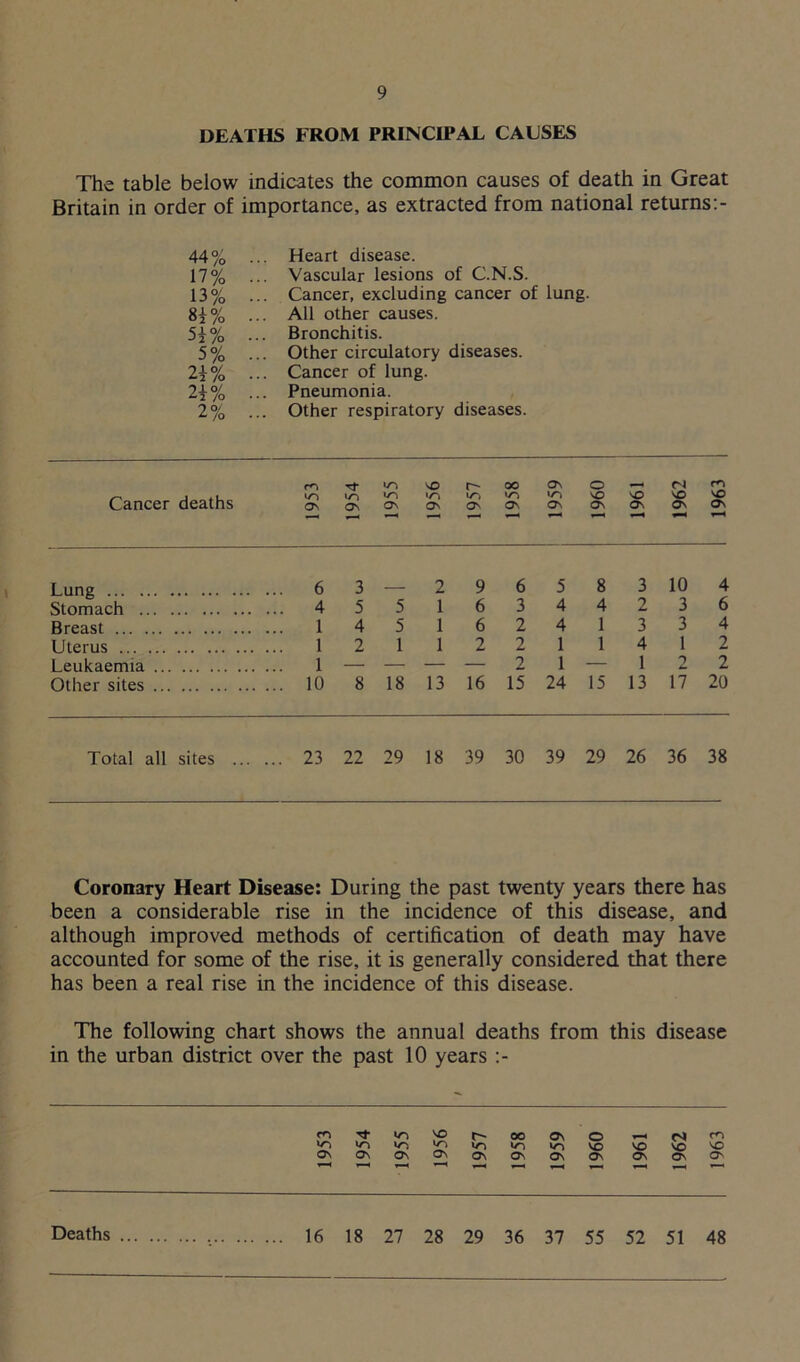 9
DEATHS FROM PRINCIPAL CAUSES
The table below indicates the common causes of death in Great
Britain in order of importance, as extracted from national returns:-
44% ... Heart disease.
17% ... Vascular lesions of C.N.S.
13% ... Cancer, excluding cancer of lung.
8½% ... All other causes.
5½% ... Bronchitis.
5% ... Other circulatory diseases.
2½% ... Cancer of lung.
2½% ... Pneumonia.
2% ... Other respiratory diseases.
Cancer deaths 1953 1954 1955 1956 1957 1958 1959 1960 1961 1962 1963
Lung ... ... ... ... ... ... 6 3 — 2 9 6 5 8 3 10 4
Stomach ... ... ... ... ... 4 5 5 1 6 3 4 4 2 3 6
Breast ... ... ... ... ... ... 1 4 5 1 6 2 4 1 3 3 4
Uterus ... ... ... ... ... ... 1 2 1 1 2 2 1 1 4 1 2
Leukaemia ... ... ... ... ... 1 — — — — 2 1 — 1 2 2
Other sites ... ... ... ... ... 10 8 18 13 16 15 24 15 13 17 20
Total all sites ... ... 23 22 29 18 39 30 39 29 26 36 38
Coronary Heart Disease: During the past twenty years there has
been a considerable rise in the incidence of this disease, and
although improved methods of certification of death may have
accounted for some of the rise, it is generally considered that there
has been a real rise in the incidence of this disease.
The following chart shows the annual deaths from this disease
in the urban district over the past 10 years :-
1953 1954 1955 1956 1957 1958 1959 1960 1961 1962 1963
Deaths ... ... ... ... ... ... 16 18 27 28 29 36 37 55 52 51 48